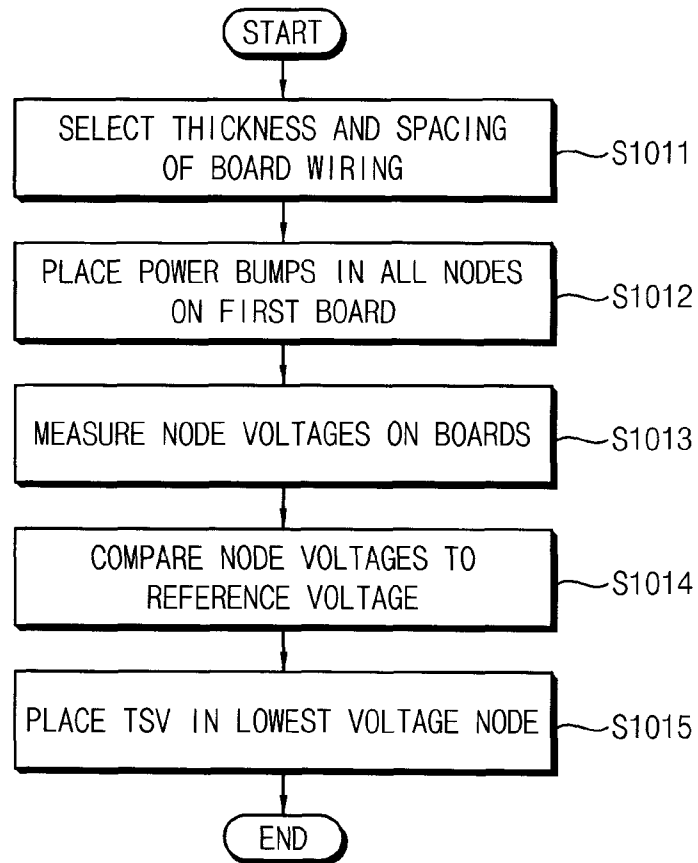 START
SELECT THICKNESS AND SPACING
OF BOARD WIRING
S1011
PLACE POWER BUMPS IN ALL NODES
ON FIRST BOARD
S1012
MEASURE NODE VOLTAGES ON BOARDS
S1013
COMPARE NODE VOLTAGES TO
REFERENCE VOLTAGE
S1014
PLACE TSV IN LOWEST VOLTAGE NODE
S1015
END